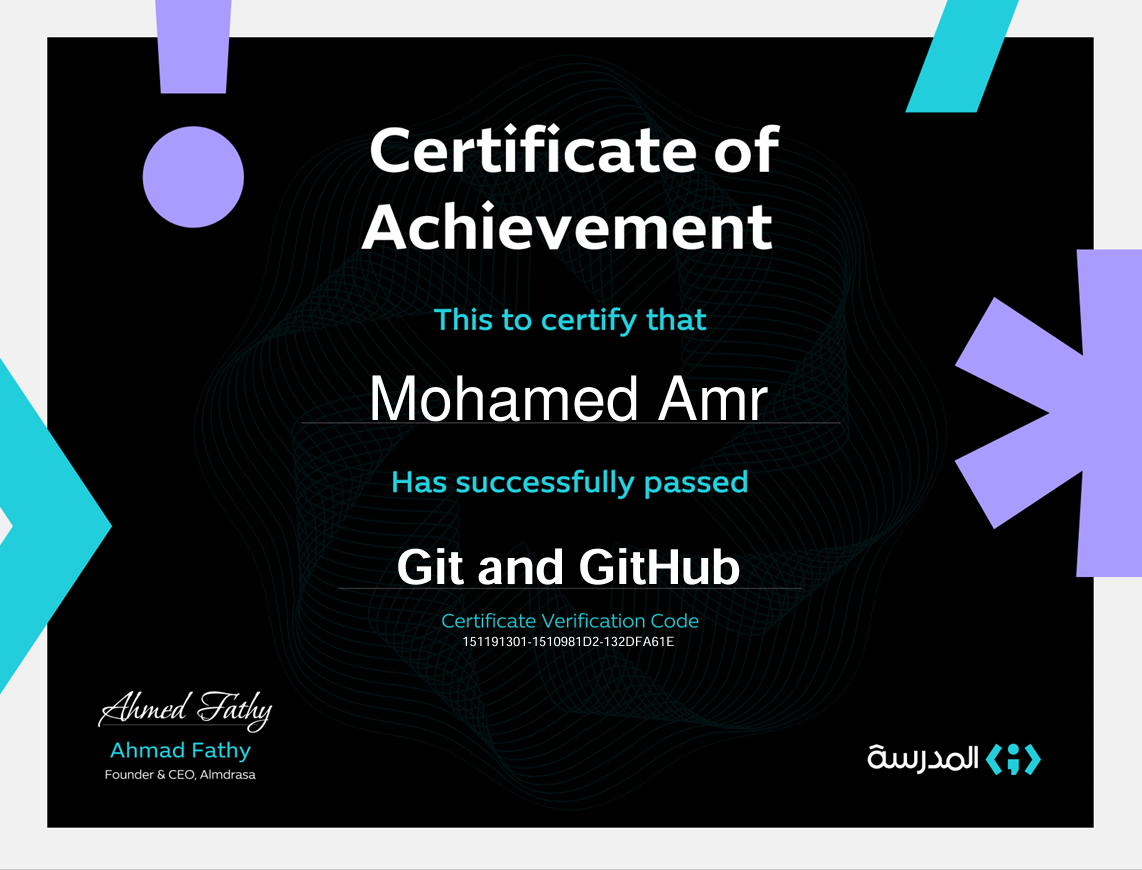 Certificate of
Achievement
This to certify that
Mohamed Amr
Has successfully passed
Git and GitHub
Certificate Verification Code
151191301-1510981D2-132DFA61E
Ahmed Fathy
Ahmad Fathy
Founder & CEO, Almdrasa
المدرسة